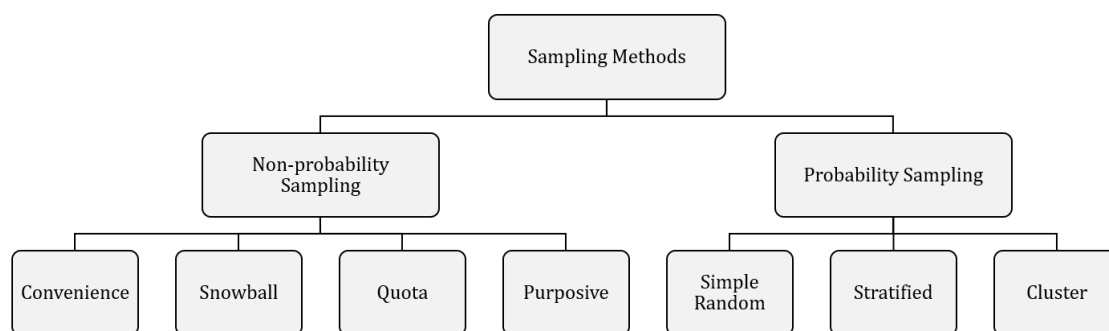 Sampling Methods
Non-probability
Sampling
Probability Sampling
Convenience
Snowball
Quota
Purposive
Simple
Random
Stratified
Cluster